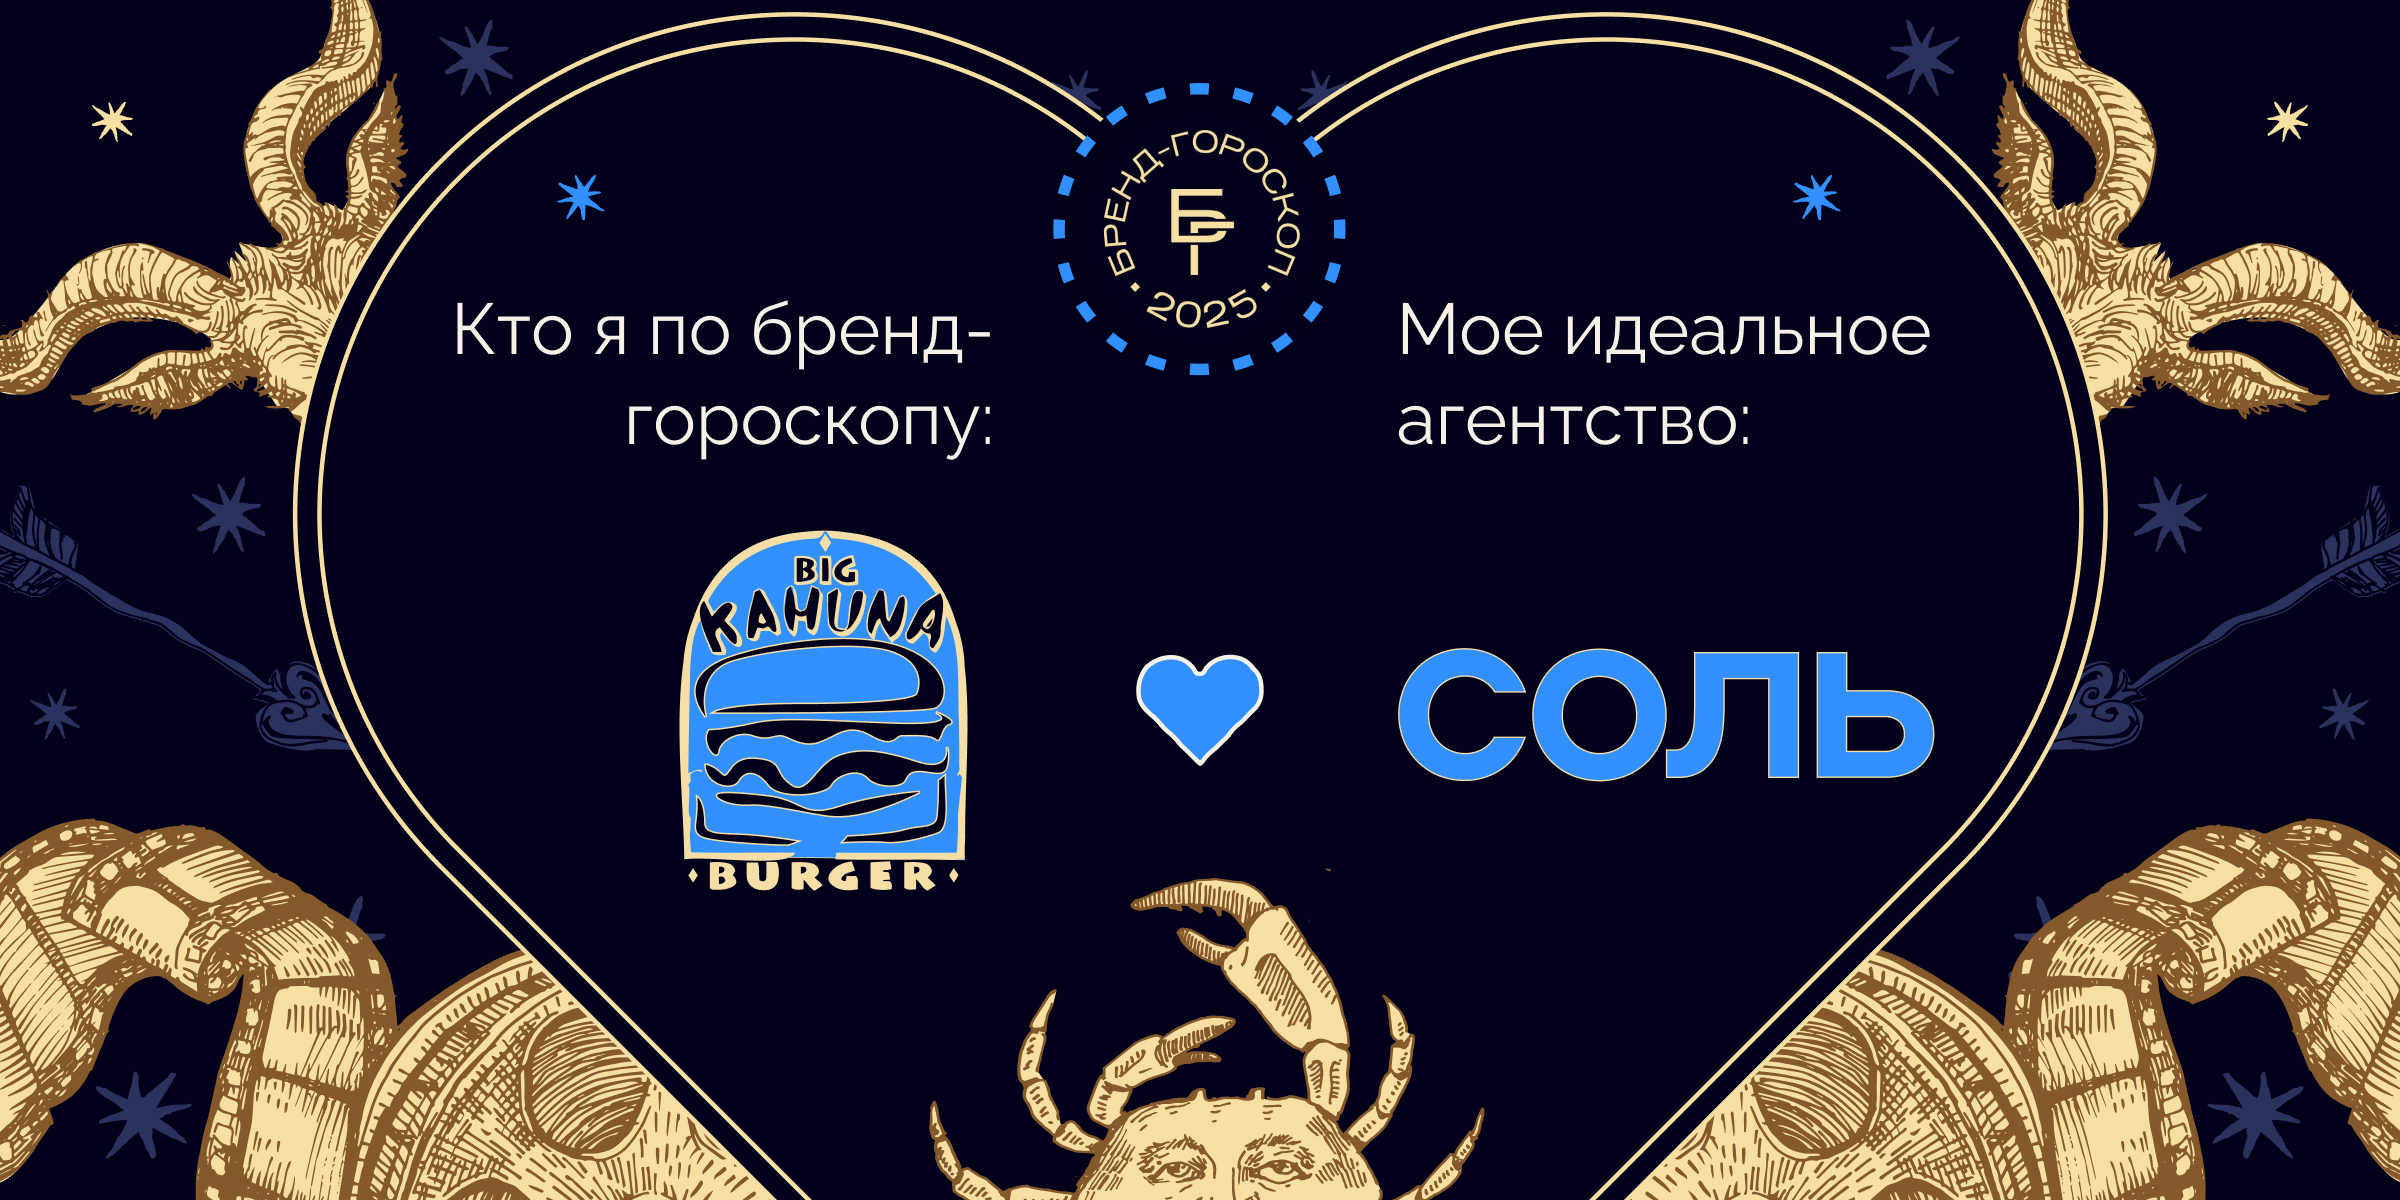 БРЕНД-ГОРОСКОП
БГ
• 2025 •
Кто я по бренд-
гороскопу:
Мое идеальное
агентство:
BIG
KAHUNA
BURGER
СОЛЬ